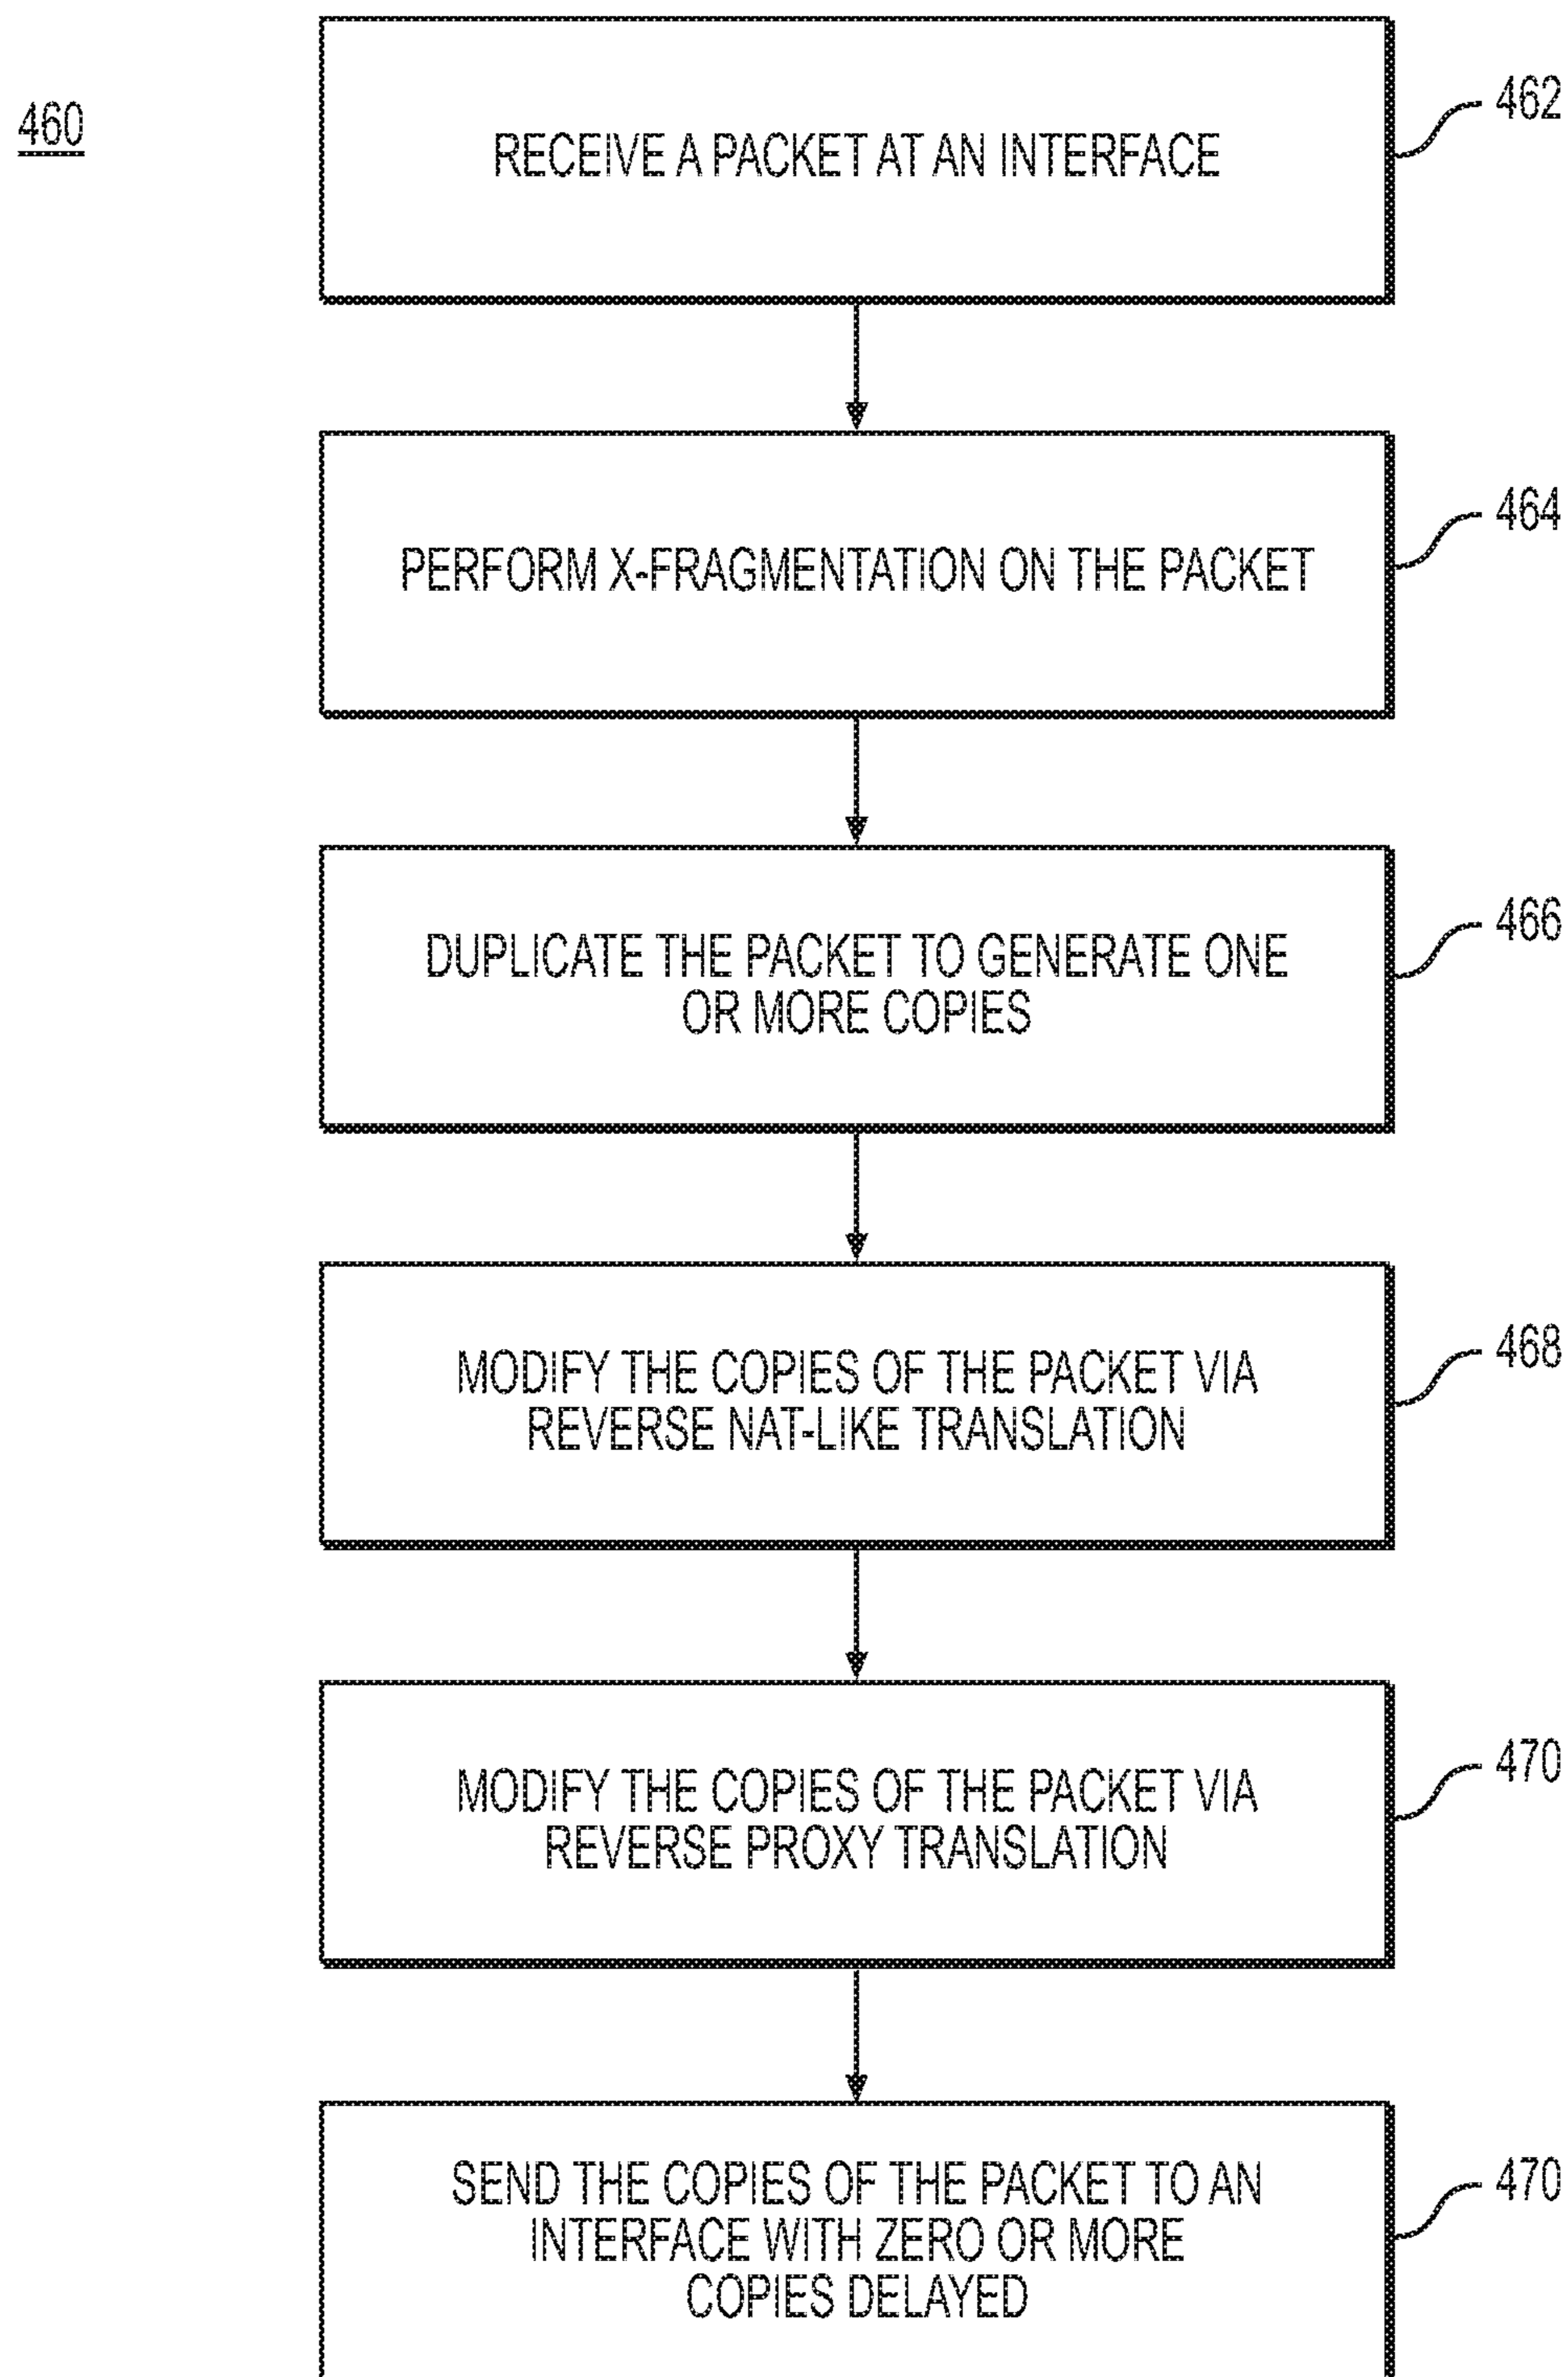 460
RECEIVE A PACKET AT AN INTERFACE
462
PERFORM X-FRAGMENTATION ON THE PACKET
464
DUPLICATE THE PACKET TO GENERATE ONE
OR MORE COPIES
466
MODIFY THE COPIES OF THE PACKET VIA
REVERSE NAT-LIKE TRANSLATION
468
MODIFY THE COPIES OF THE PACKET VIA
REVERSE PROXY TRANSLATION
470
SEND THE COPIES OF THE PACKET TO AN
INTERFACE WITH ZERO OR MORE
COPIES DELAYED
470